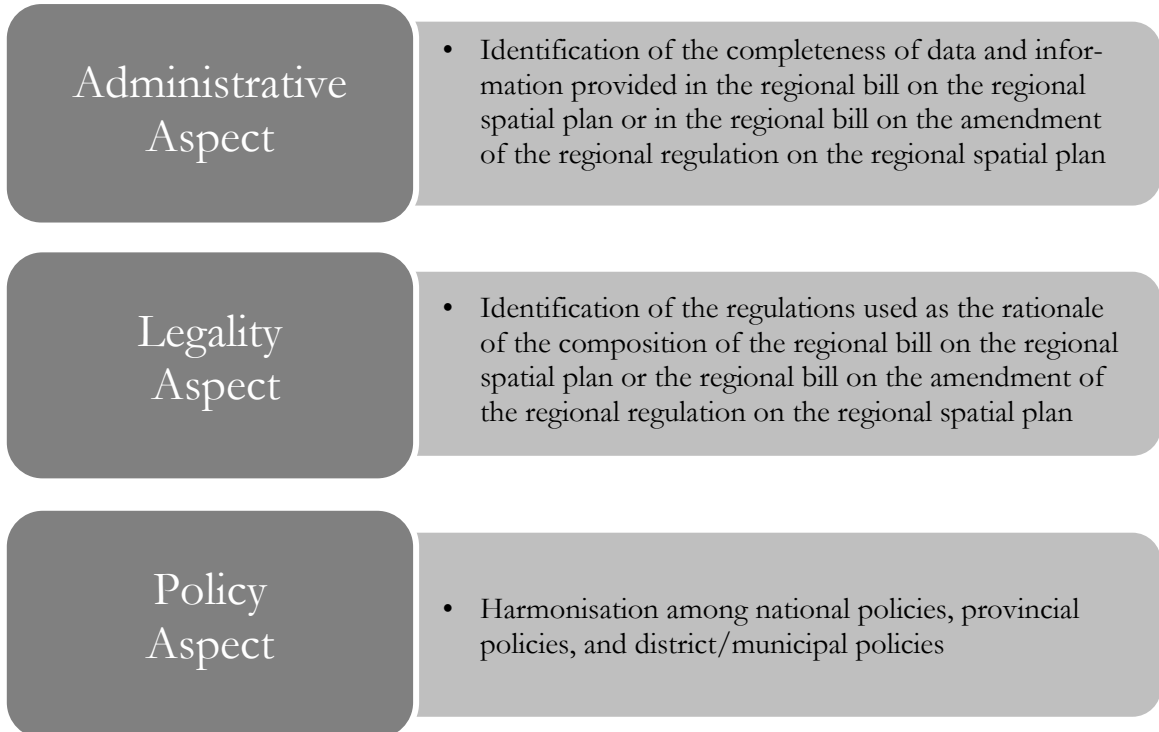 Administrative
Aspect
• Identification of the completeness of data and infor-
mation provided in the regional bill on the regional
spatial plan or in the regional bill on the amendment
of the regional regulation on the regional spatial plan
Legality
Aspect
• Identification of the regulations used as the rationale
of the composition of the regional bill on the regional
spatial plan or the regional bill on the amendment of
the regional regulation on the regional spatial plan
Policy
Aspect
• Harmonisation among national policies, provincial
policies, and district/municipal policies